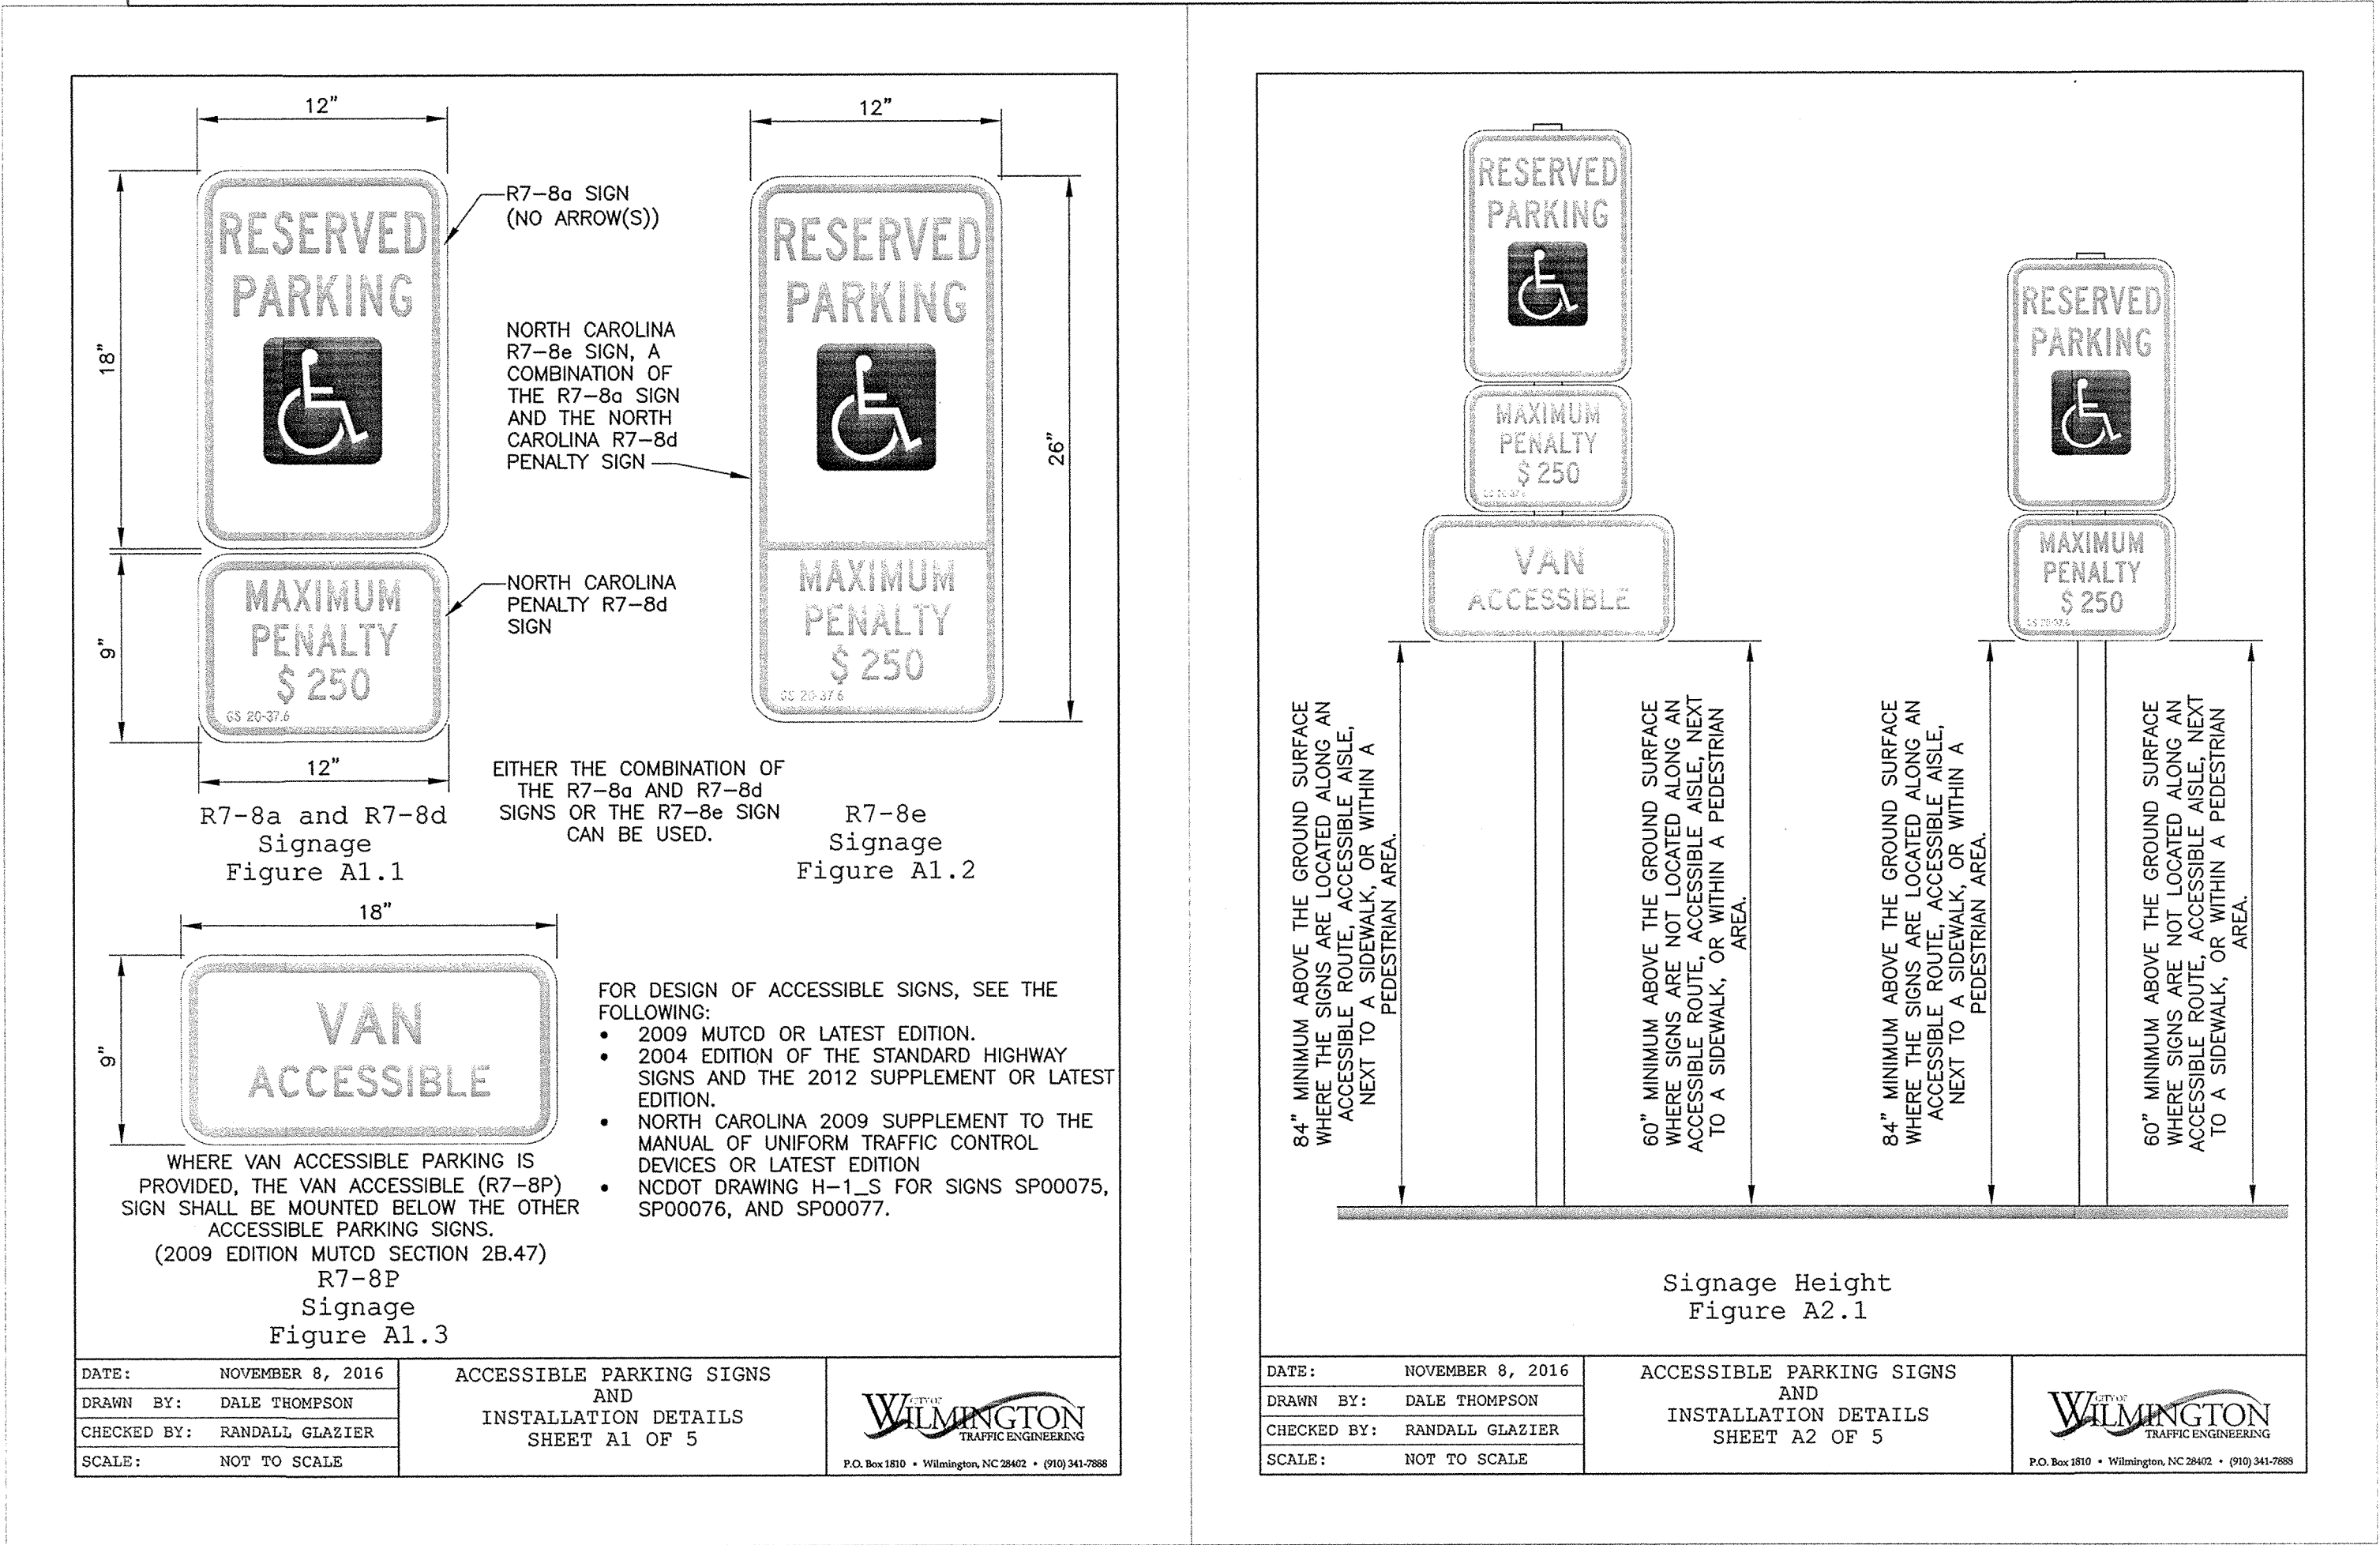 12"
18"
RESERVED
PARKING
9"
MAXIMUM
PENALTY
$ 250
GS 20-37.6
12"
R7-8a SIGN
(NO ARROW(S))
NORTH CAROLINA
R7-8e SIGN, A
COMBINATION OF
THE R7-8a SIGN
AND THE NORTH
CAROLINA R7-8d
PENALTY SIGN
NORTH CAROLINA
PENALTY R7-8d
SIGN
12"
RESERVED
PARKING
26"
MAXIMUM
PENALTY
$ 250
GS 20-37.6
R7-8a and R7-8d
Signage
Figure A1.1
EITHER THE COMBINATION OF
THE R7-8a AND R7-8d
SIGNS OR THE R7-8e SIGN
CAN BE USED.
R7-8e
Signage
Figure A1.2
18"
9"
VAN
ACCESSIBLE
WHERE VAN ACCESSIBLE PARKING IS
PROVIDED, THE VAN ACCESSIBLE (R7-8P)
SIGN SHALL BE MOUNTED BELOW THE OTHER
ACCESSIBLE PARKING SIGNS.
(2009 EDITION MUTCD SECTION 2B.47)
R7-8P
Signage
Figure A1.3
FOR DESIGN OF ACCESSIBLE SIGNS, SEE THE
FOLLOWING:
• 2009 MUTCD OR LATEST EDITION.
• 2004 EDITION OF THE STANDARD HIGHWAY
SIGNS AND THE 2012 SUPPLEMENT OR LATEST
EDITION.
• NORTH CAROLINA 2009 SUPPLEMENT TO THE
MANUAL OF UNIFORM TRAFFIC CONTROL
DEVICES OR LATEST EDITION
• NCDOT DRAWING H-1_S FOR SIGNS SP00075,
SP00076, AND SP00077.
DATE: NOVEMBER 8, 2016
DRAWN BY: DALE THOMPSON
CHECKED BY: RANDALL GLAZIER
SCALE: NOT TO SCALE
ACCESSIBLE PARKING SIGNS
AND
INSTALLATION DETAILS
SHEET A1 OF 5
CITY OF
WILMINGTON
TRAFFIC ENGINEERING
P.O. Box 1810 • Wilmington, NC 28402 • (910) 341-7888
RESERVED
PARKING
MAXIMUM
PENALTY
$ 250
GS 20-37.6
VAN
ACCESSIBLE
RESERVED
PARKING
MAXIMUM
PENALTY
$ 250
GS 20-37.6
84" MINIMUM ABOVE THE GROUND SURFACE
WHERE THE SIGNS ARE LOCATED ALONG AN
ACCESSIBLE ROUTE, ACCESSIBLE AISLE,
NEXT TO A SIDEWALK, OR WITHIN A
PEDESTRIAN AREA.
60" MINIMUM ABOVE THE GROUND SURFACE
WHERE SIGNS ARE NOT LOCATED ALONG AN
ACCESSIBLE ROUTE, ACCESSIBLE AISLE, NEXT
TO A SIDEWALK, OR WITHIN A PEDESTRIAN
AREA.
84" MINIMUM ABOVE THE GROUND SURFACE
WHERE THE SIGNS ARE LOCATED ALONG AN
ACCESSIBLE ROUTE, ACCESSIBLE AISLE,
NEXT TO A SIDEWALK, OR WITHIN A
PEDESTRIAN AREA.
60" MINIMUM ABOVE THE GROUND SURFACE
WHERE SIGNS ARE NOT LOCATED ALONG AN
ACCESSIBLE ROUTE, ACCESSIBLE AISLE, NEXT
TO A SIDEWALK, OR WITHIN A PEDESTRIAN
AREA.
Signage Height
Figure A2.1
DATE: NOVEMBER 8, 2016
DRAWN BY: DALE THOMPSON
CHECKED BY: RANDALL GLAZIER
SCALE: NOT TO SCALE
ACCESSIBLE PARKING SIGNS
AND
INSTALLATION DETAILS
SHEET A2 OF 5
CITY OF
WILMINGTON
TRAFFIC ENGINEERING
P.O. Box 1810 • Wilmington, NC 28402 • (910) 341-7888